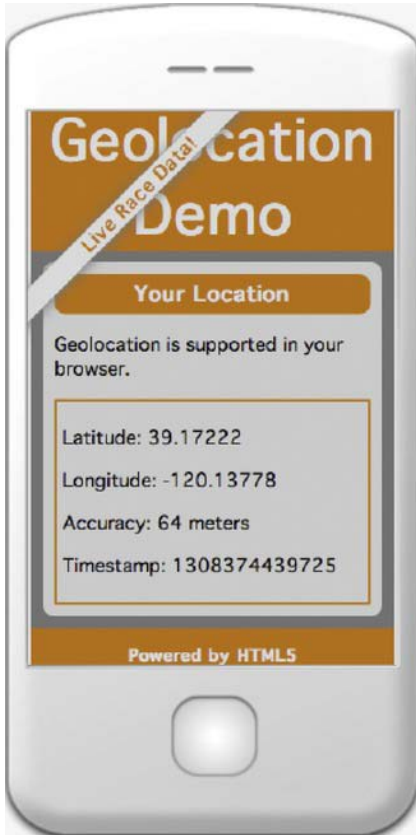 Geolocation
Demo
Live Race Data!
Your Location
Geolocation is supported in your
browser.
Latitude: 39.17222
Longitude: -120.13778
Accuracy: 64 meters
Timestamp: 1308374439725
Powered by HTML5